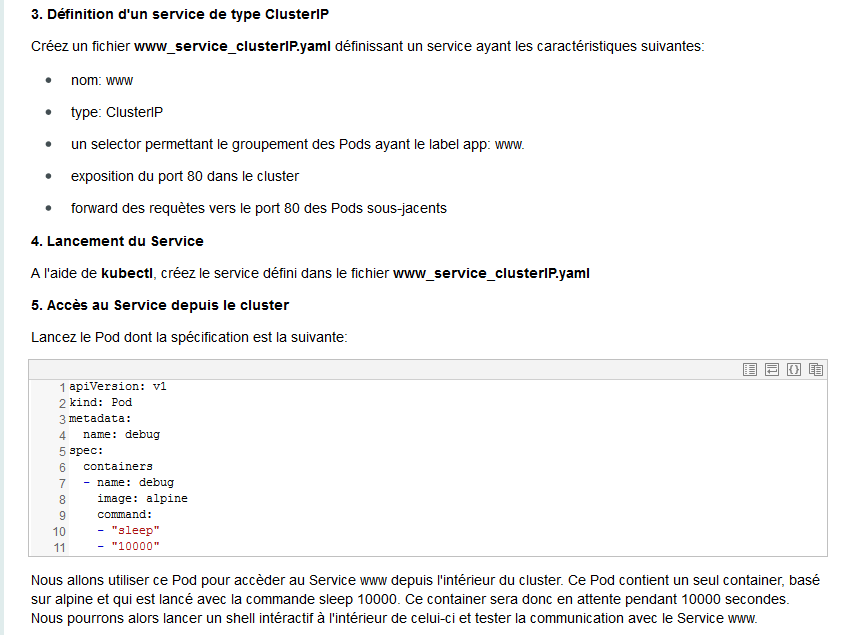 3. Définition d'un service de type ClusterIP
Créez un fichier www_service_clusterIP.yaml définissant un service ayant les caractéristiques suivantes:
• nom: www
• type: ClusterIP
• un selector permettant le groupement des Pods ayant le label app: www.
• exposition du port 80 dans le cluster
• forward des requètes vers le port 80 des Pods sous-jacents
4. Lancement du Service
A l'aide de kubectl, créez le service défini dans le fichier www_service_clusterIP.yaml
5. Accès au Service depuis le cluster
Lancez le Pod dont la spécification est la suivante:
1 apiVersion: v1
2 kind: Pod
3 metadata:
4   name: debug
5 spec:
6   containers
7   - name: debug
8     image: alpine
9     command:
10     - "sleep"
11     - "10000"
Nous allons utiliser ce Pod pour accèder au Service www depuis l'intérieur du cluster. Ce Pod contient un seul container, basé
sur alpine et qui est lancé avec la commande sleep 10000. Ce container sera donc en attente pendant 10000 secondes.
Nous pourrons alors lancer un shell intéractif à l'intérieur de celui-ci et tester la communication avec le Service www.